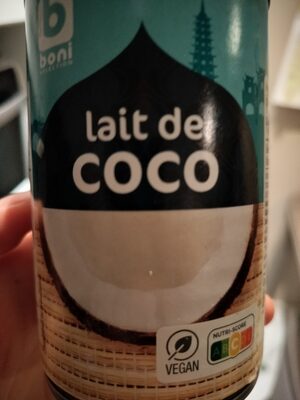 b
boni
SELECTION
lait de
COCO
VEGAN
NUTRI-SCORE
A B C D E